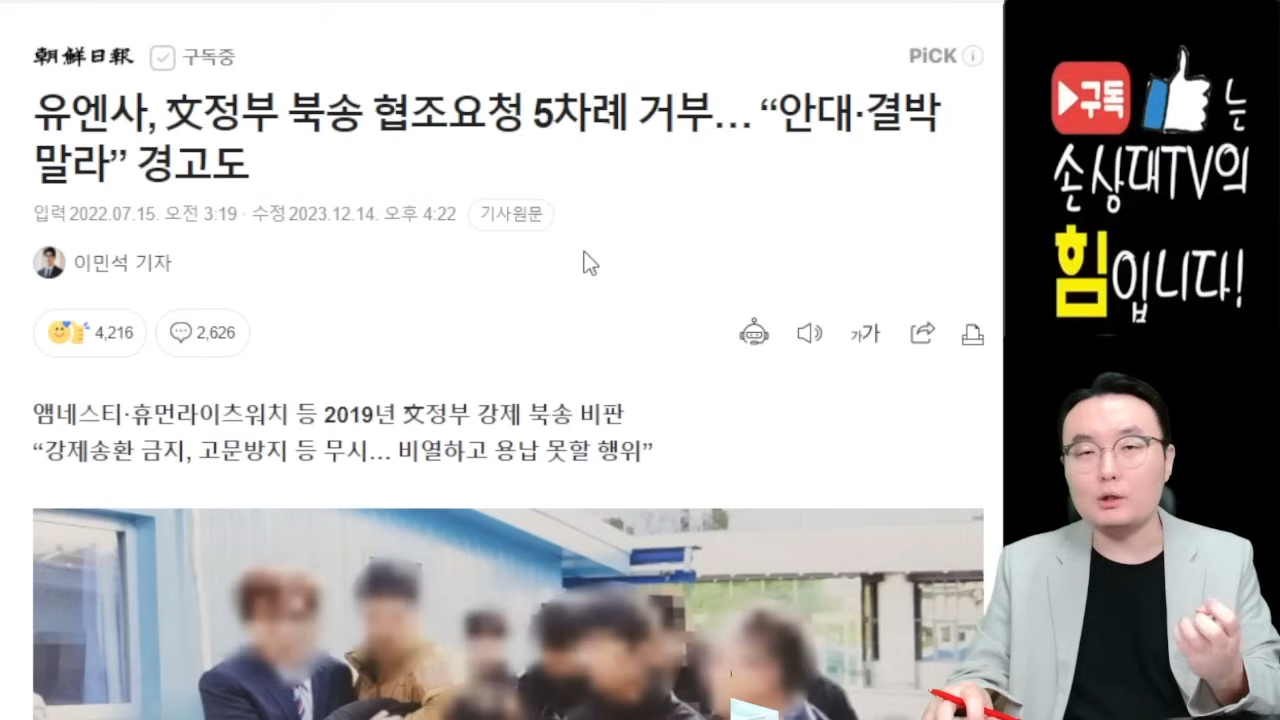 朝鮮日報 구독중
PiCK
유엔사, 文정부 북송 협조요청 5차례 거부… “안대·결박
말라” 경고도
입력 2022.07.15. 오전 3:19 · 수정 2023.12.14. 오후 4:22 기사원문
이민석 기자
4,216 2,626
가가
앰네스티·휴먼라이츠워치 등 2019년 文정부 강제 북송 비판
“강제송환 금지, 고문방지 등 무시… 비열하고 용납 못할 행위”
구독 는
손상대TV의
힘입니다!